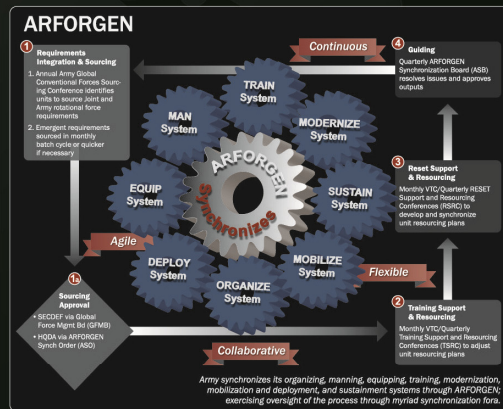 ARFORGEN
1
Requirements
Integration & Sourcing
1. Annual Army Global
Conventional Forces Sourc-
ing Conference identifies
units to source Joint and
Army rotational force
requirements
2. Emergent requirements
sourced in monthly
batch cycle or quicker
if necessary
Continuous
4
Guiding
Quarterly ARFORGEN
Synchronization Board (ASB)
resolves issues and approves
outputs
TRAIN
System
MAN
System
MODERNIZE
System
EQUIP
System
ARFORGEN
Synchronizes
SUSTAIN
System
DEPLOY
System
ORGANIZE
System
MOBILIZE
System
3
Reset Support
& Resourcing
Monthly VTC/Quarterly RESET
Support and Resourcing
Conferences (RSRC) to
develop and synchronize
unit resourcing plans
Agile
Flexible
1a
Sourcing
Approval
• SECDEF via Global
Force Mgmt Bd (GFMB)
• HQDA via ARFORGEN
Synch Order (ASO)
Collaborative
2
Training Support
& Resourcing
Monthly VTC/Quarterly
Training Support and Resourcing
Conferences (TSRC) to adjust
unit resourcing plans
Army synchronizes its organizing, manning, equipping, training, modernization,
mobilization and deployment, and sustainment systems through ARFORGEN;
exercising oversight of the process through myriad synchronization fora.